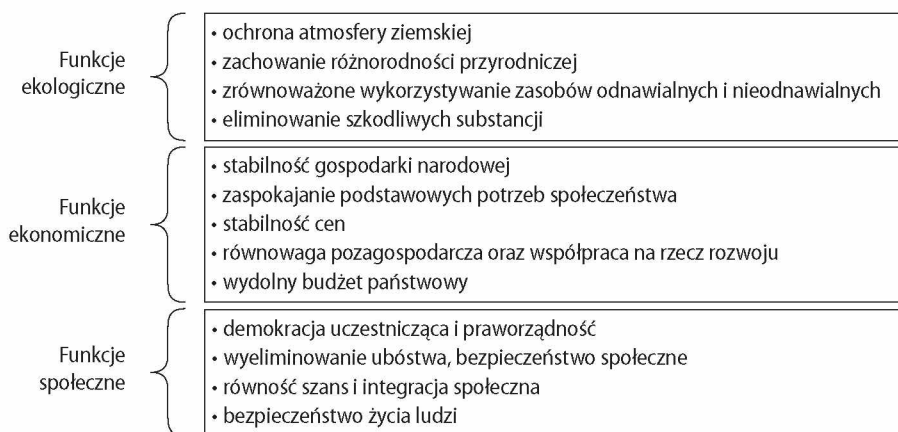 Funkcje
ekologiczne
• ochrona atmosfery ziemskiej
• zachowanie różnorodności przyrodniczej
• zrównoważone wykorzystywanie zasobów odnawialnych i nieodnawialnych
• eliminowanie szkodliwych substancji
Funkcje
ekonomiczne
• stabilność gospodarki narodowej
• zaspokajanie podstawowych potrzeb społeczeństwa
• stabilność cen
• równowaga pozagospodarcza oraz współpraca na rzecz rozwoju
• wydolny budżet państwowy
Funkcje
społeczne
• demokracja uczestnicząca i praworządność
• wyeliminowanie ubóstwa, bezpieczeństwo społeczne
• równość szans i integracja społeczna
• bezpieczeństwo życia ludzi